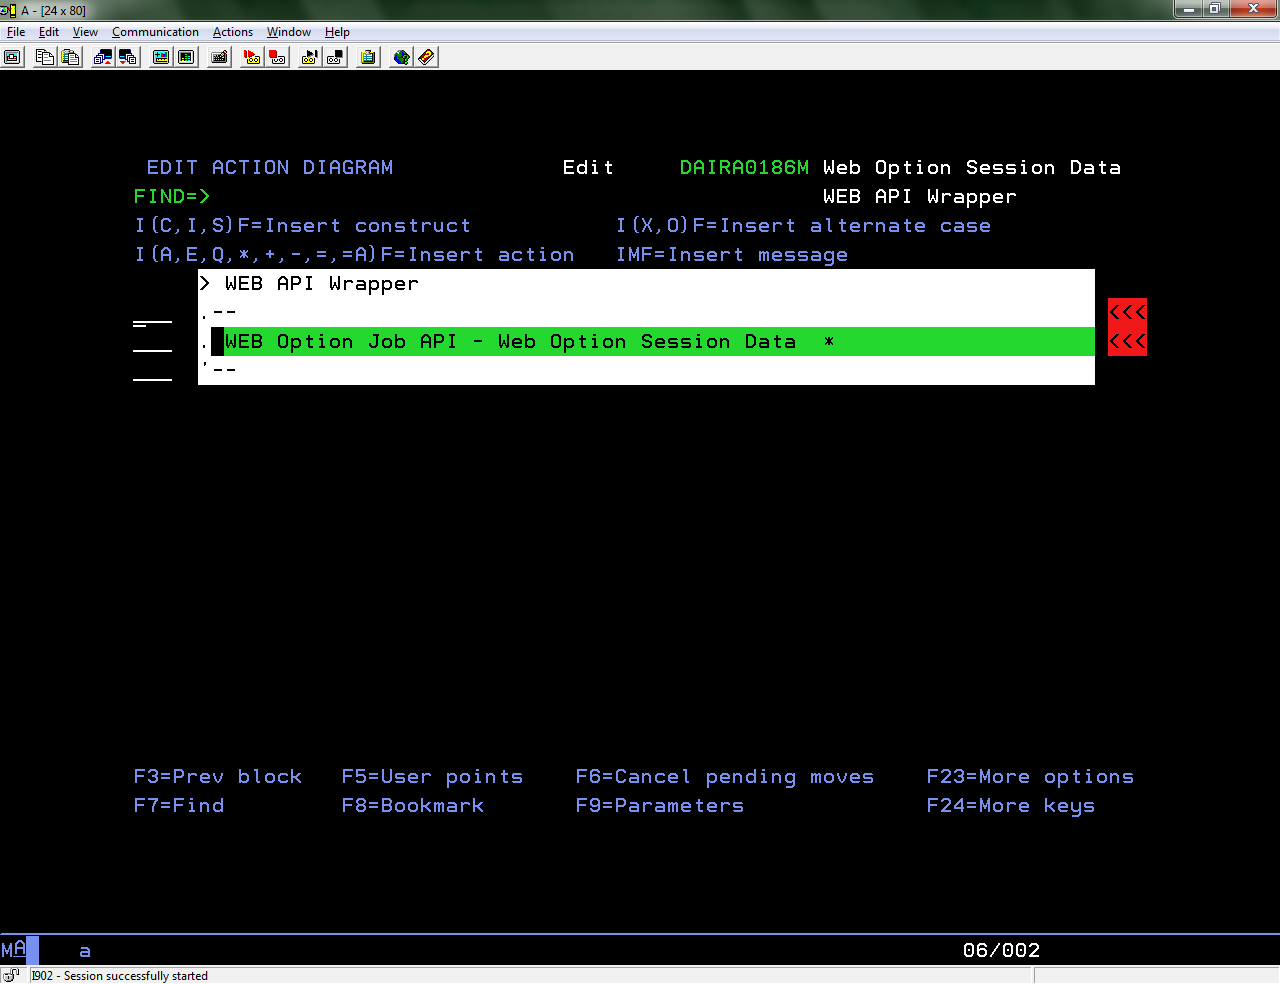 A - [24 x 80]
File Edit View Communication Actions Window Help
EDIT ACTION DIAGRAM Edit DAIRA0186M Web Option Session Data
FIND=> WEB API Wrapper
I(C,I,S)F=Insert construct I(X,O)F=Insert alternate case
I(A,E,Q,*,+,-,=,=A)F=Insert action IMF=Insert message
> WEB API Wrapper
.-- <<<
. WEB Option Job API - Web Option Session Data * <<<
'--
F3=Prev block F5=User points F6=Cancel pending moves F23=More options
F7=Find F8=Bookmark F9=Parameters F24=More keys
MA a 06/002
I902 - Session successfully started